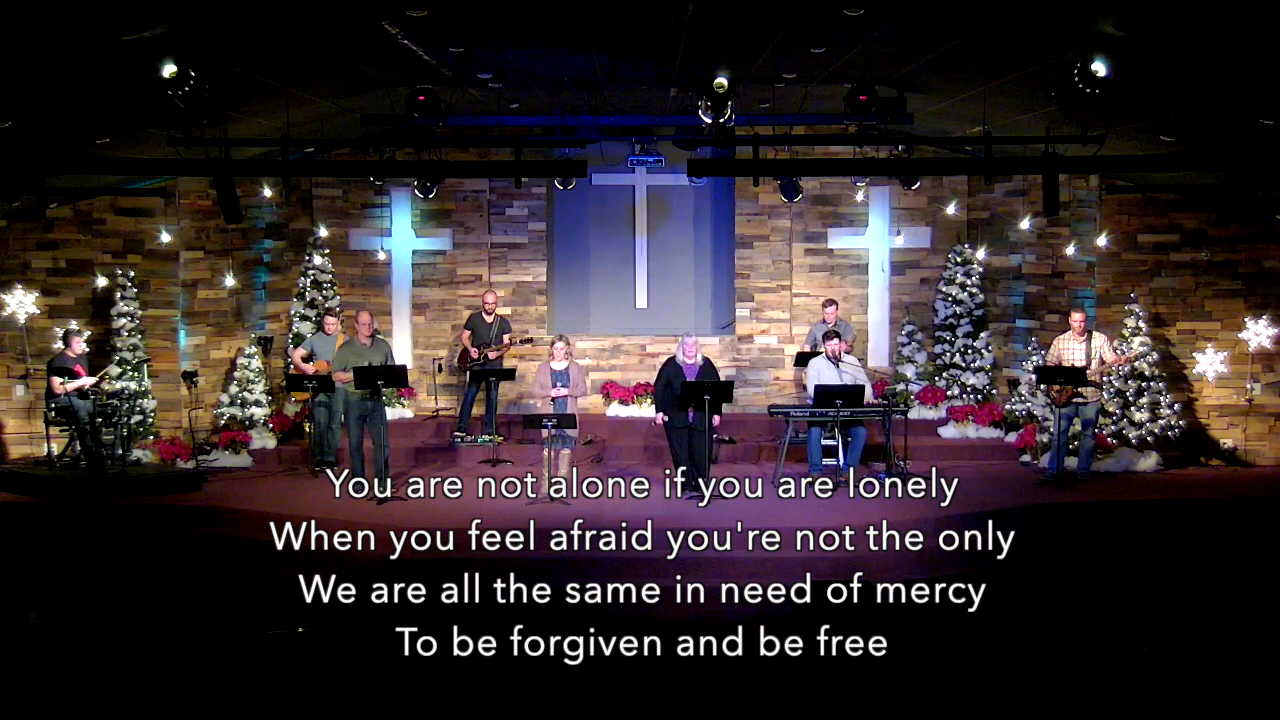 You are not alone if you are lonely
When you feel afraid you're not the only
We are all the same in need of mercy
To be forgiven and be free
Roland